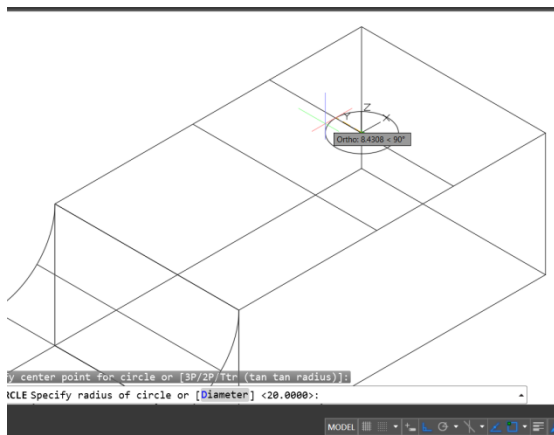 Z
Y
X
Ortho: 8.4308 < 90°
fy center point for circle or [3P/2P/Ttr (tan tan radius)]:
RCLE Specify radius of circle or [Diameter] <20.0000>:
MODEL